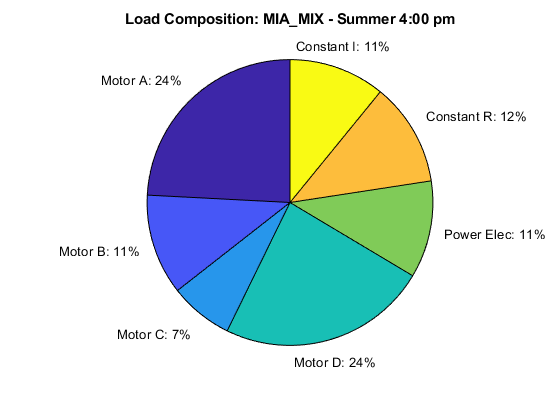 Load Composition: MIA_MIX - Summer 4:00 pm
Constant I: 11%
Motor A: 24%
Constant R: 12%
Power Elec: 11%
Motor B: 11%
Motor C: 7%
Motor D: 24%